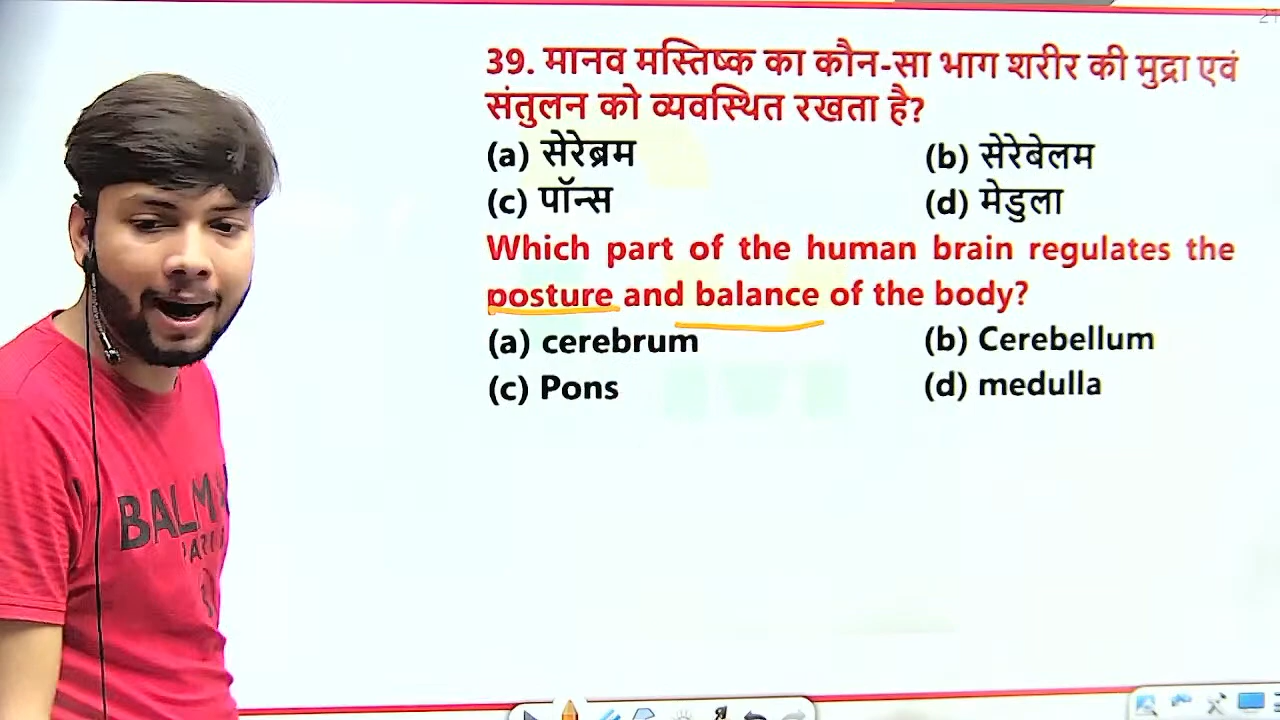 39. मानव मस्तिष्क का कौन-सा भाग शरीर की मुद्रा एवं
संतुलन को व्यवस्थित रखता है?
(a) सेरेब्रम (b) सेरेबेलम
(c) पॉन्स (d) मेडुला
Which part of the human brain regulates the
posture and balance of the body?
(a) cerebrum (b) Cerebellum
(c) Pons (d) medulla